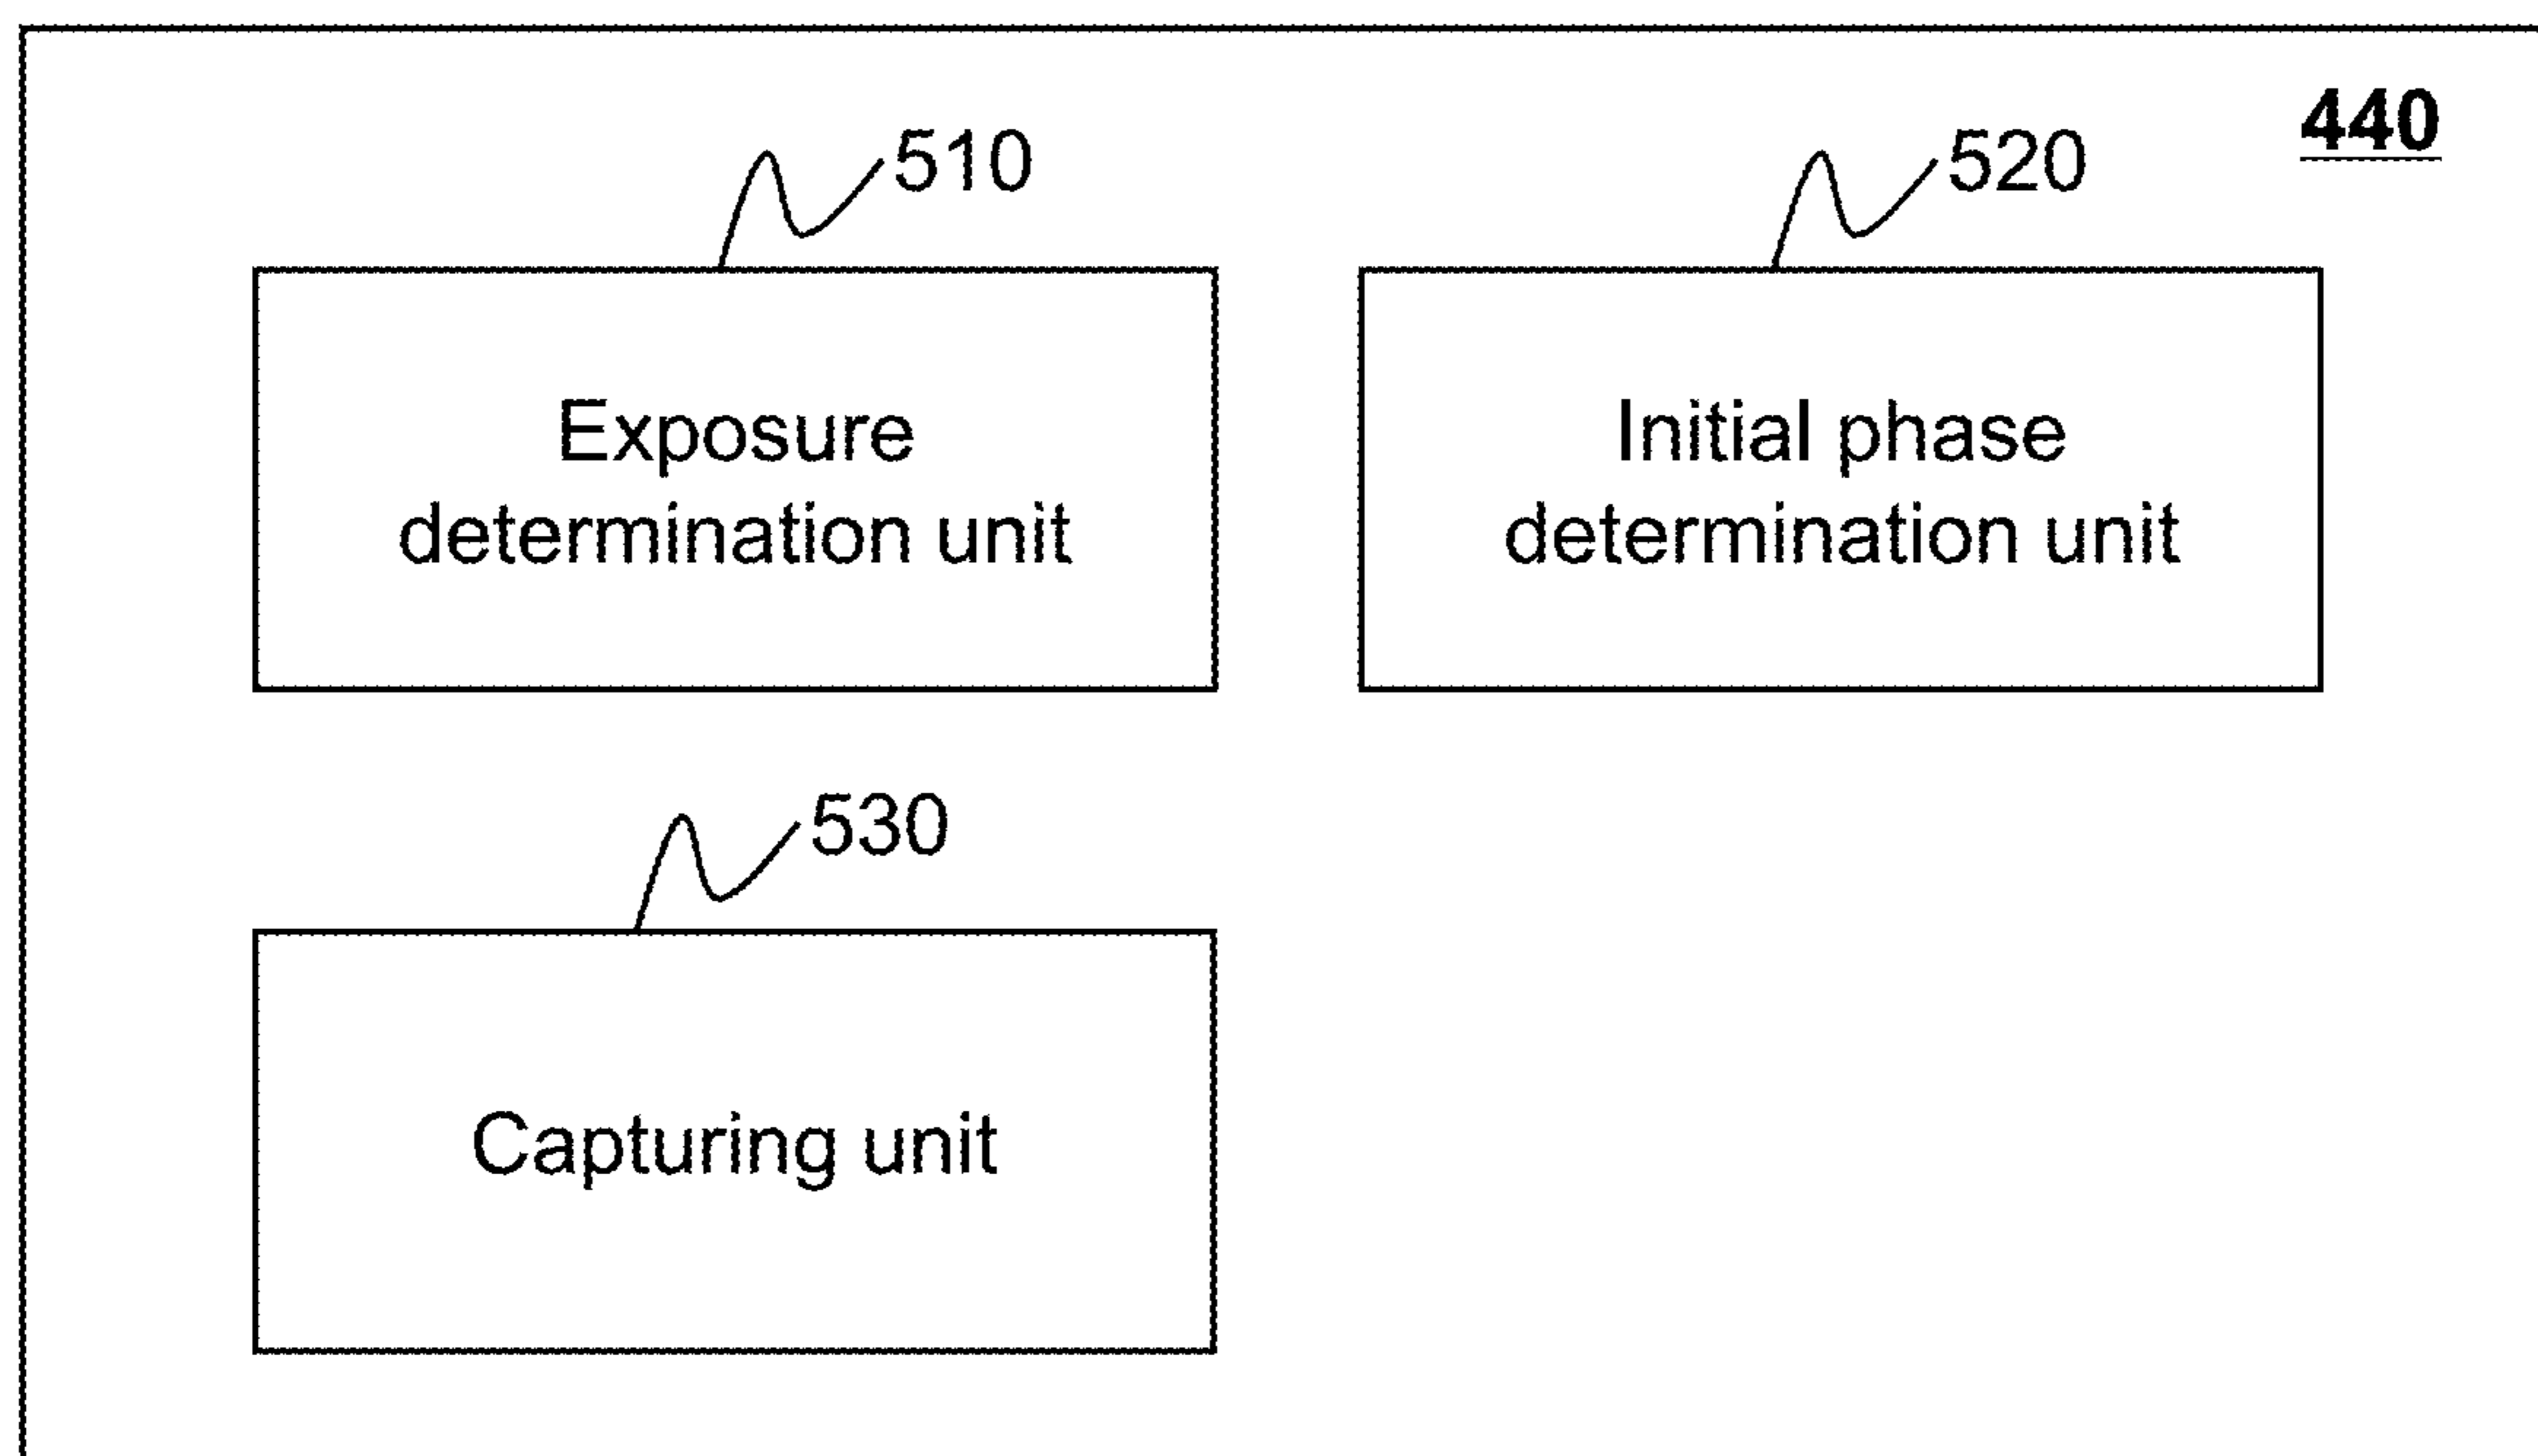 440
510
520
Exposure
determination unit
Initial phase
determination unit
530
Capturing unit